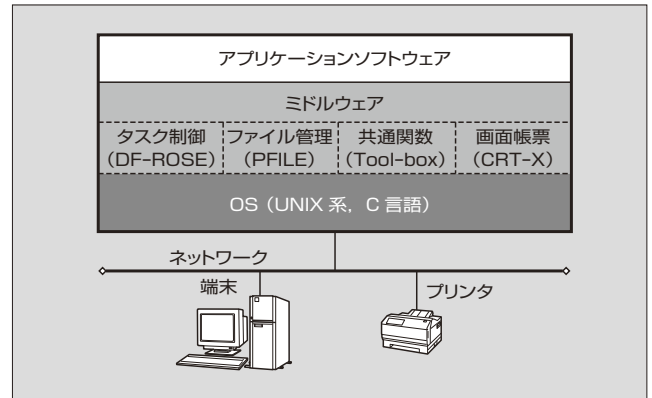 アプリケーションソフトウェア
ミドルウェア
タスク制御 ファイル管理 共通関数 画面帳票
(DF-ROSE) (PFILE) (Tool-box) (CRT-X)
OS（UNIX 系，C 言語）
ネットワーク
端末 プリンタ